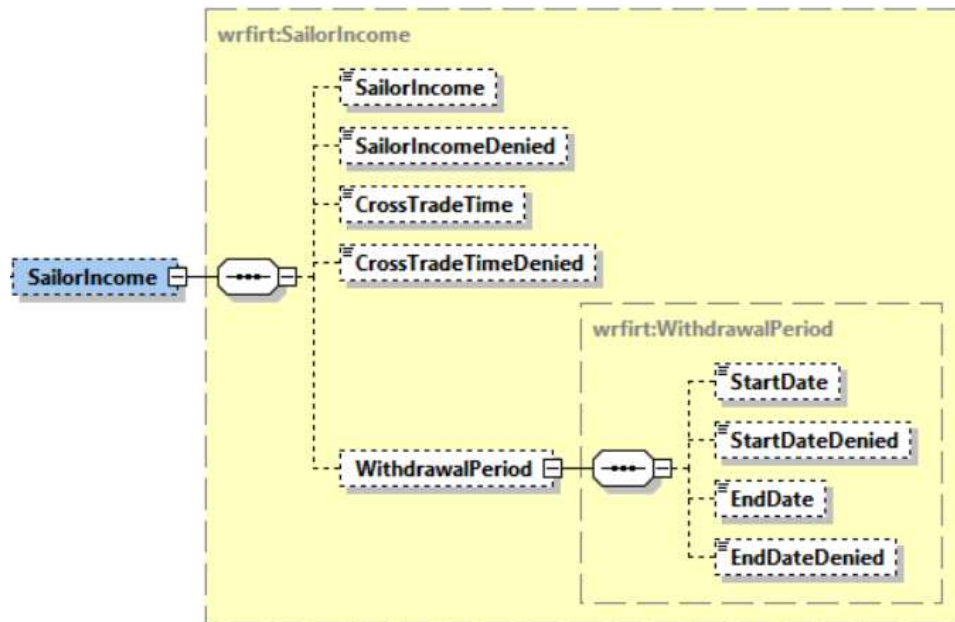 wrfirt:SailorIncome
SailorIncome
SailorIncomeDenied
CrossTradeTime
CrossTradeTimeDenied
SailorIncome
wrfirt:WithdrawalPeriod
StartDate
StartDateDenied
WithdrawalPeriod
EndDate
EndDateDenied